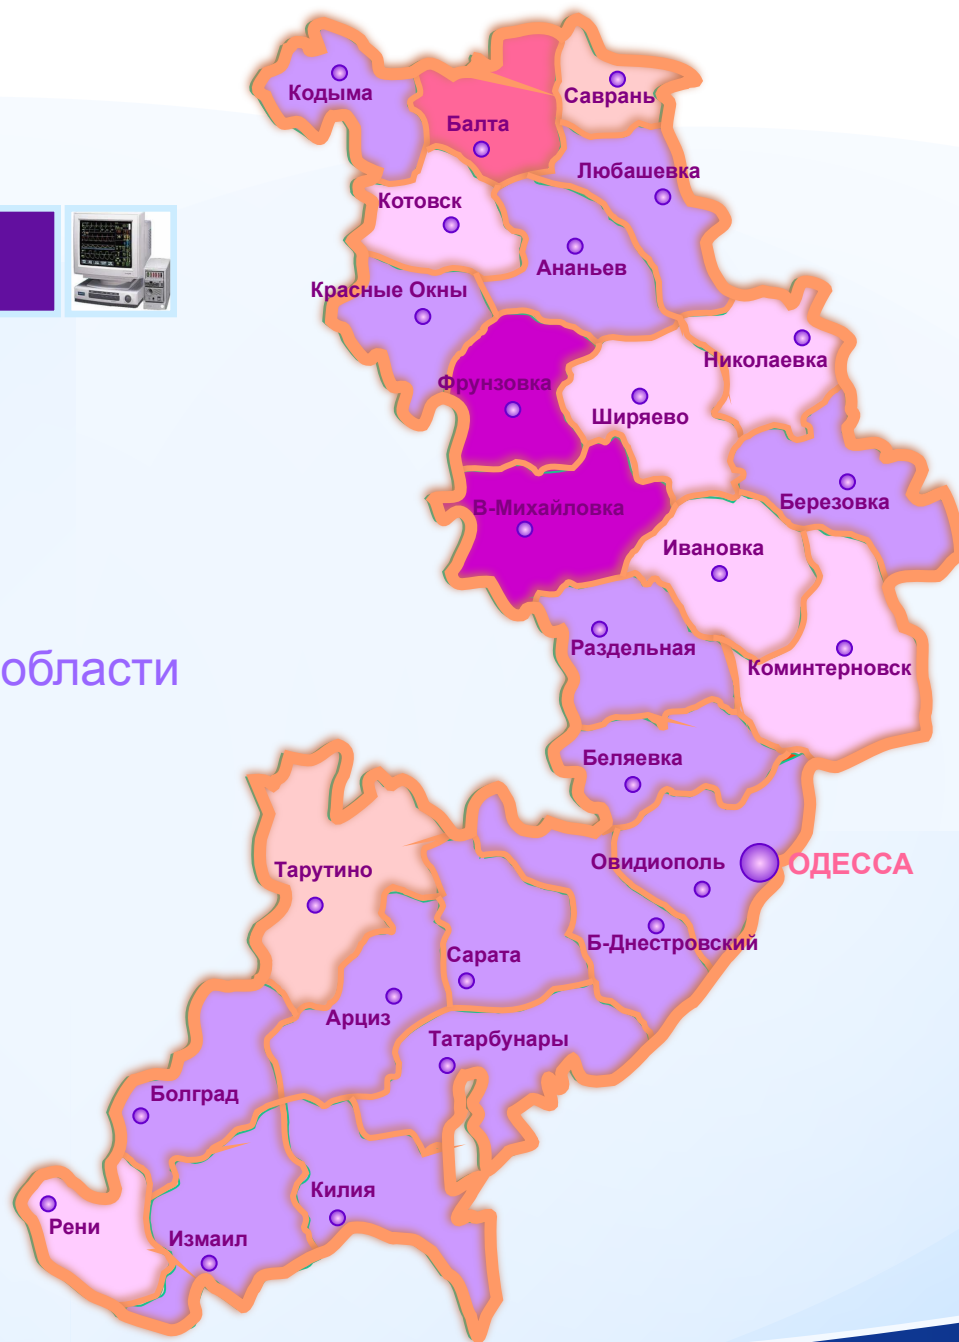 Кодыма
Саврань
Балта
Любашевка
Котовск
Ананьев
Красные Окны
Николаевка
Фрунзовка
Ширяево
Березовка
В-Михайловка
Ивановка
Раздельная
Коминтерновск
области
Беляевка
Овидиополь
ОДЕССА
Тарутино
Б-Днестровский
Сарата
Арциз
Татарбунары
Болград
Килия
Рени
Измаил